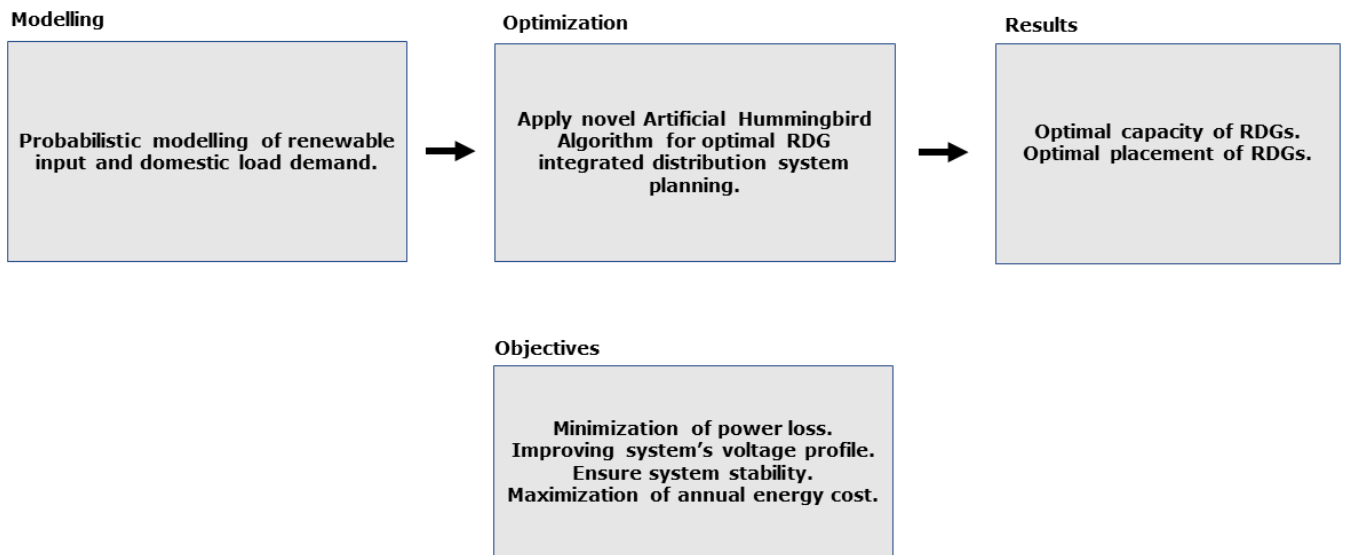 Modelling
Probabilistic modelling of renewable
input and domestic load demand.
Optimization
Apply novel Artificial Hummingbird
Algorithm for optimal RDG
integrated distribution system
planning.
Results
Optimal capacity of RDGs.
Optimal placement of RDGs.
Objectives
Minimization of power loss.
Improving system’s voltage profile.
Ensure system stability.
Maximization of annual energy cost.